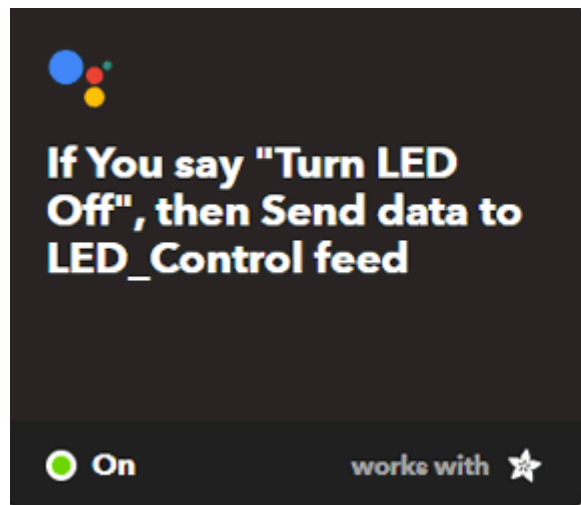 If You say "Turn LED
Off", then Send data to
LED_Control feed
On
works with